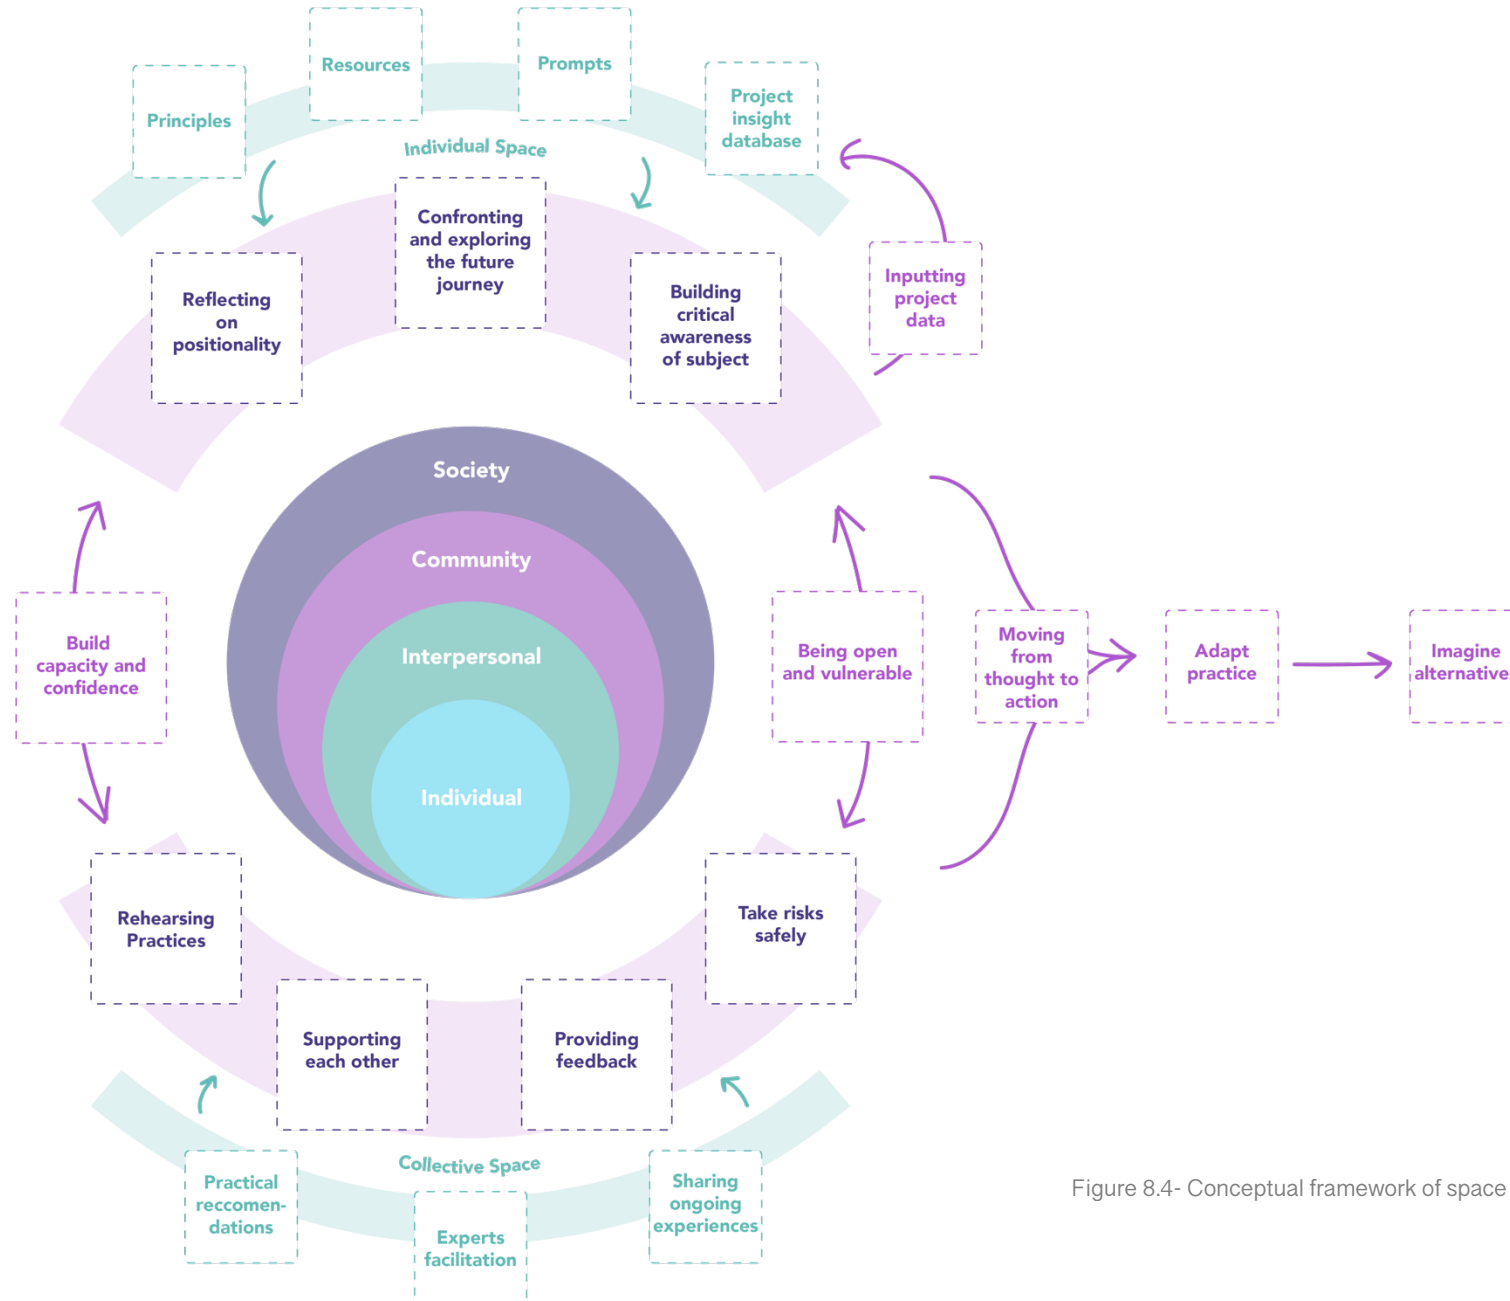 Principles
Resources
Prompts
Project
insight
database
Individual Space
Reflecting
on
positionality
Confronting
and exploring
the future
journey
Building
critical
awareness
of subject
Inputting
project
data
Society
Community
Interpersonal
Individual
Build
capacity and
confidence
Being open
and vulnerable
Moving
from
thought to
action
Adapt
practice
Imagine
alternative
Rehearsing
Practices
Supporting
each other
Providing
feedback
Take risks
safely
Collective Space
Practical
reccomen-
dations
Experts
facilitation
Sharing
ongoing
experiences
Figure 8.4- Conceptual framework of space